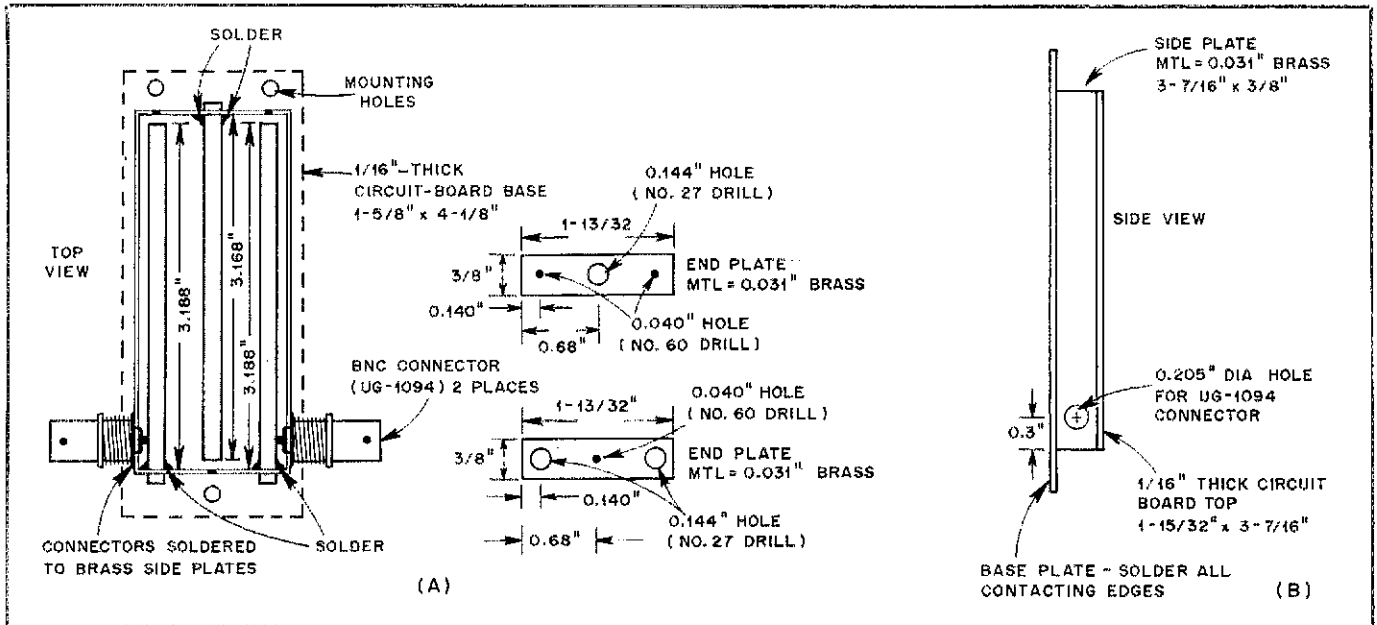 SOLDER
MOUNTING
HOLES
1/16"-THICK
CIRCUIT-BOARD BASE
1-5/8" x 4-1/8"
TOP
VIEW
3.188"
3.168"
3.188"
BNC CONNECTOR
(UG-1094) 2 PLACES
CONNECTORS SOLDERED
TO BRASS SIDE PLATES
SOLDER
(A)
0.144" HOLE
(NO. 27 DRILL)
1-13/32
3/8"
END PLATE
MTL = 0.031" BRASS
0.140"
0.68"
0.040" HOLE
(NO. 60 DRILL)
0.040" HOLE
(NO. 60 DRILL)
1-13/32"
3/8"
END PLATE
MTL = 0.031" BRASS
0.140"
0.68"
0.144" HOLE
(NO. 27 DRILL)
SIDE PLATE
MTL = 0.031" BRASS
3-7/16" x 3/8"
SIDE VIEW
0.205" DIA HOLE
FOR UG-1094
CONNECTOR
0.3"
1/16" THICK CIRCUIT
BOARD TOP
1-15/32" x 3-7/16"
BASE PLATE - SOLDER ALL
CONTACTING EDGES
(B)